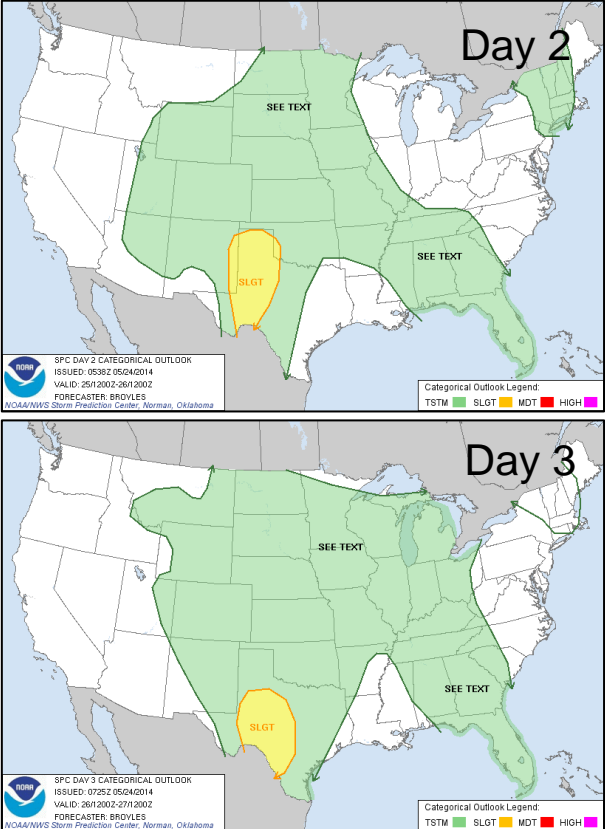 Day 2
SEE TEXT
SEE TEXT
SLGT
NOAA
SPC DAY 2 CATEGORICAL OUTLOOK
ISSUED: 0538Z 05/24/2014
VALID: 25/1200Z-26/1200Z
FORECASTER: BROYLES
NOAA/NWS Storm Prediction Center, Norman, Oklahoma
Categorical Outlook Legend:
TSTM SLGT MDT HIGH
Day 3
SEE TEXT
SEE TEXT
SLGT
NOAA
SPC DAY 3 CATEGORICAL OUTLOOK
ISSUED: 0725Z 05/24/2014
VALID: 26/1200Z-27/1200Z
FORECASTER: BROYLES
NOAA/NWS Storm Prediction Center, Norman, Oklahoma
Categorical Outlook Legend:
TSTM SLGT MDT HIGH